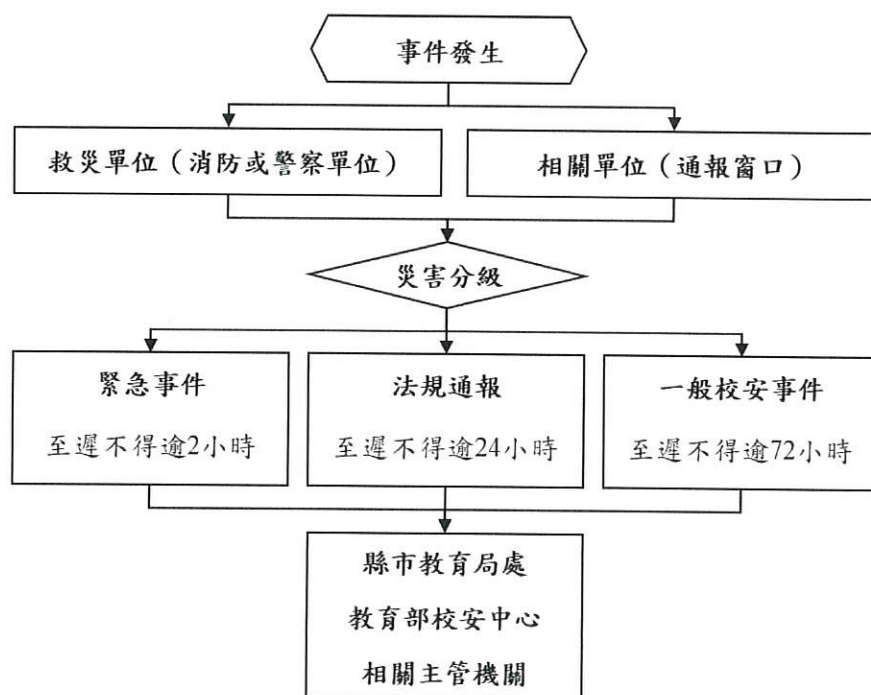 事件發生
救災單位（消防或警察單位）
相關單位（通報窗口）
災害分級
緊急事件
至遲不得逾2小時
法規通報
至遲不得逾24小時
一般校安事件
至遲不得逾72小時
縣市教育局處
教育部校安中心
相關主管機關